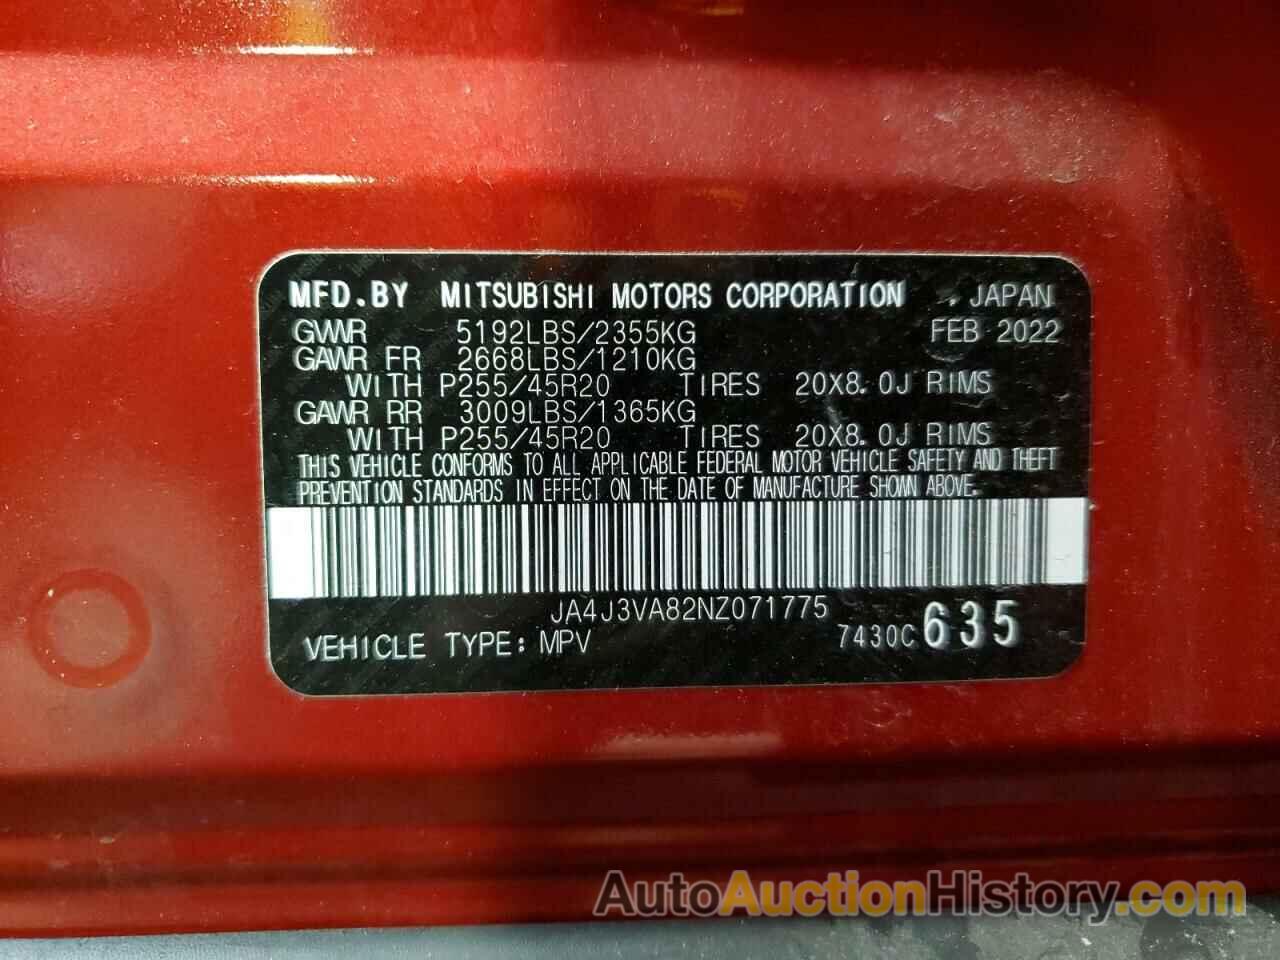 MFD.BY MITSUBISHI MOTORS CORPORATION , JAPAN
GVWR 5192LBS/2355KG FEB 2022
GAWR FR 2668LBS/1210KG
WITH P255/45R20 TIRES 20X8.0J RIMS
GAWR RR 3009LBS/1365KG
WITH P255/45R20 TIRES 20X8.0J RIMS
THIS VEHICLE CONFORMS TO ALL APPLICABLE FEDERAL MOTOR VEHICLE SAFETY AND THEFT
PREVENTION STANDARDS IN EFFECT ON THE DATE OF MANUFACTURE SHOWN ABOVE.
JA4J3VA82NZ071775
VEHICLE TYPE: MPV 7430C 635
AutoAuctionHistory.com